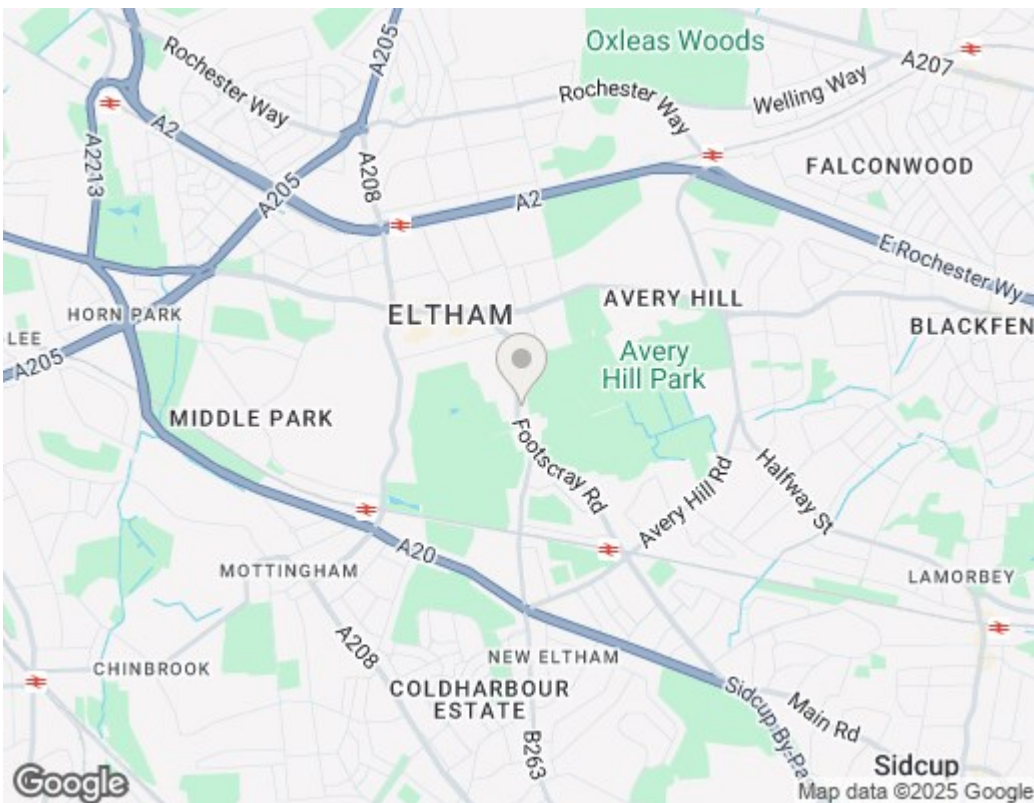 Oxleas Woods
A205
Rochester Way
A207
Rochester Way
Welling Way
A2
A2213
A208
A205
FALCONWOOD
A2
E Rochester Wy
AVERY HILL
HORN PARK
ELTHAM
BLACKFEN
LEE
A205
Avery
Hill Park
MIDDLE PARK
Footscray Rd
Avery Hill Rd
Halfway St
A20
MOTTINGHAM
LAMORBEY
A208
NEW ELTHAM
CHINBROOK
COLDHARBOUR
ESTATE
B263
Sidcup By-Pa
Main Rd
Sidcup
Google
Map data ©2025 Google